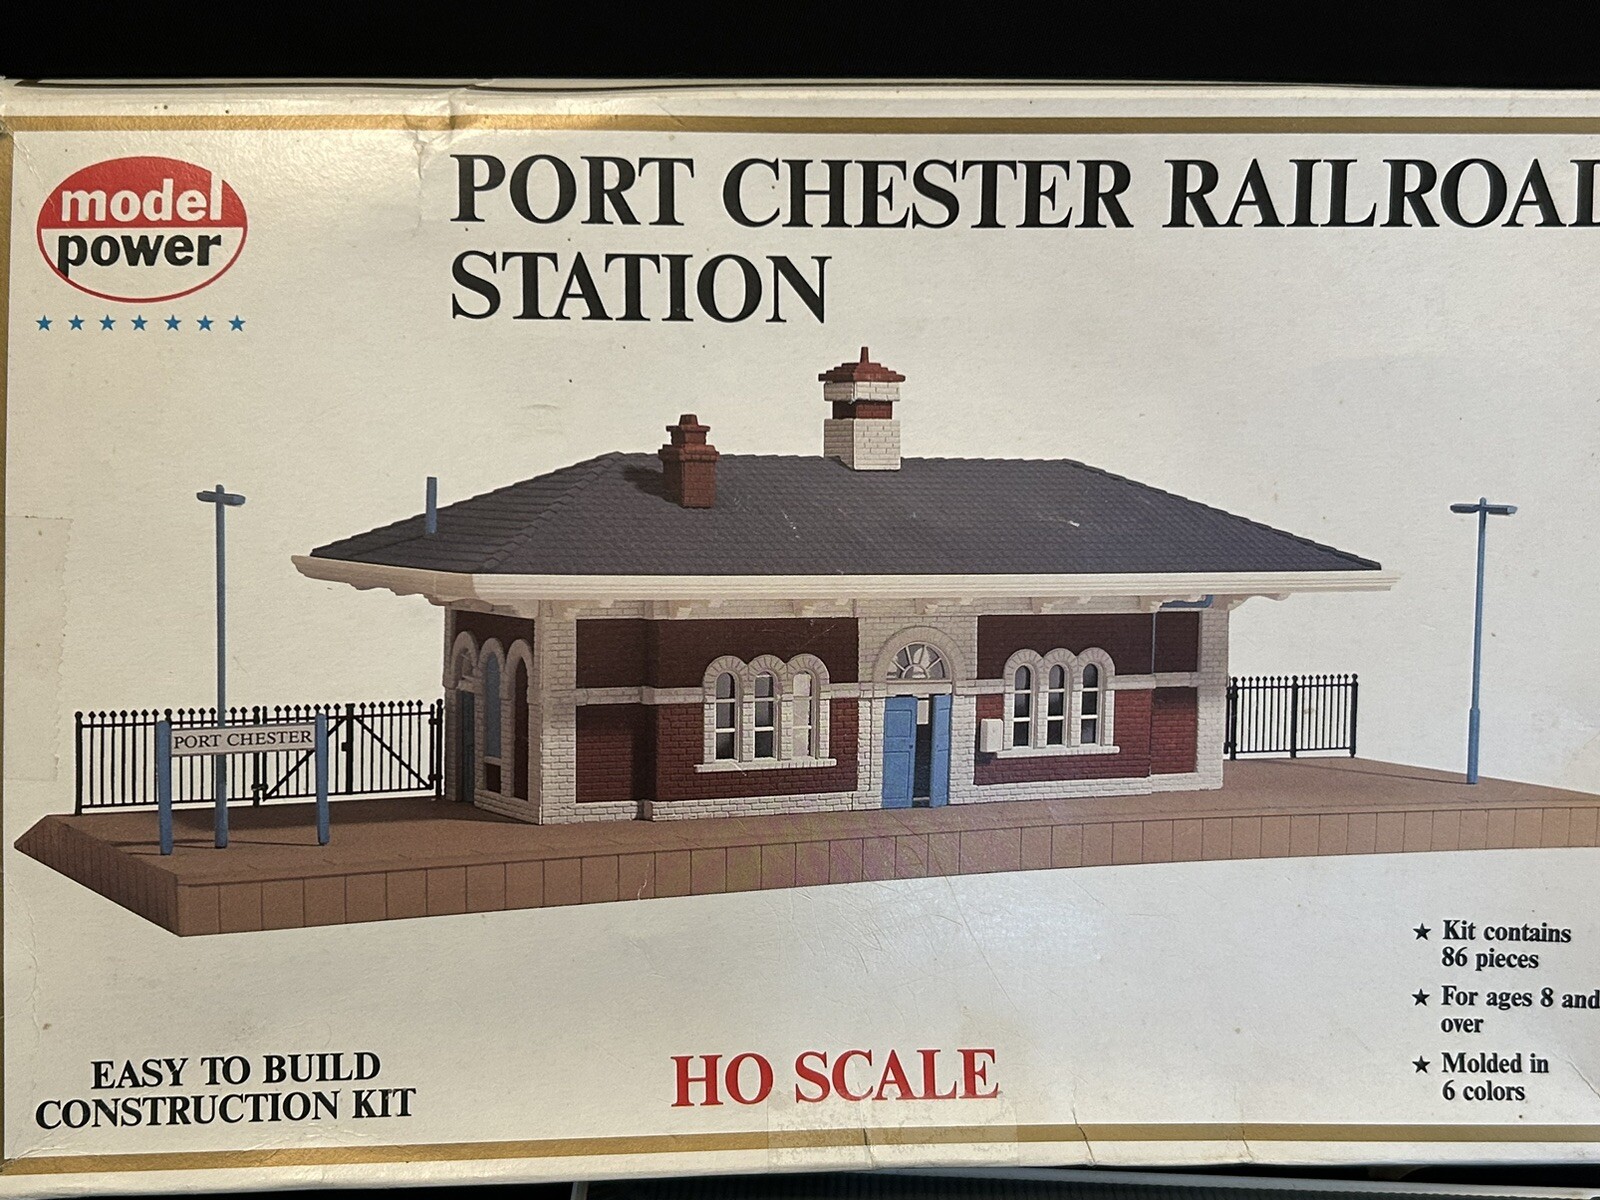 model
power
PORT CHESTER RAILROAD
STATION
PORT CHESTER
Kit contains
86 pieces
For ages 8 and
over
Molded in
6 colors
EASY TO BUILD
CONSTRUCTION KIT
HO SCALE